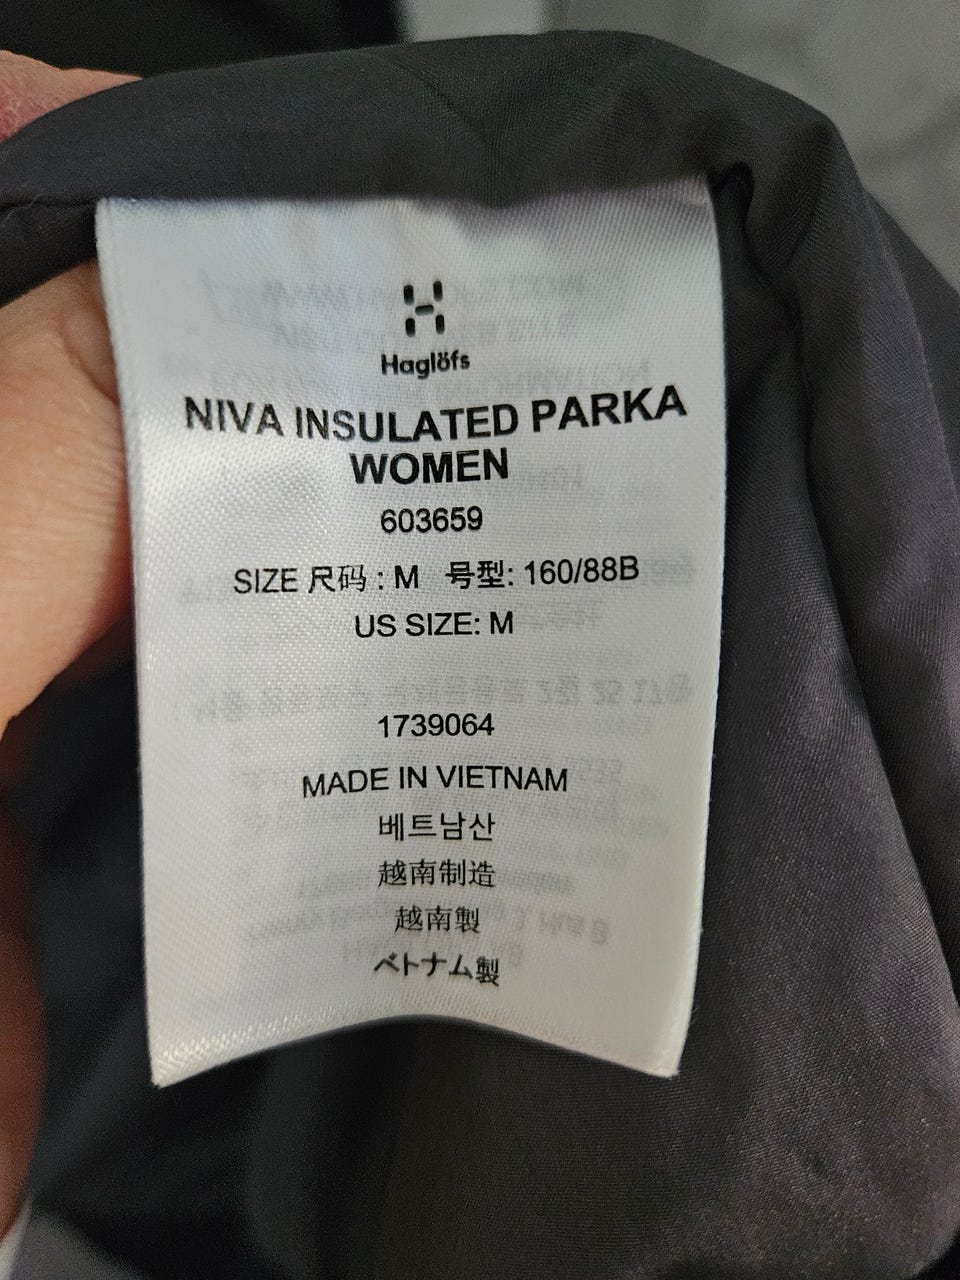 Haglöfs
NIVA INSULATED PARKA
WOMEN
603659
SIZE 尺码 : M 号型: 160/88B
US SIZE: M
1739064
MADE IN VIETNAM
베트남산
越南制造
越南製
ベトナム製